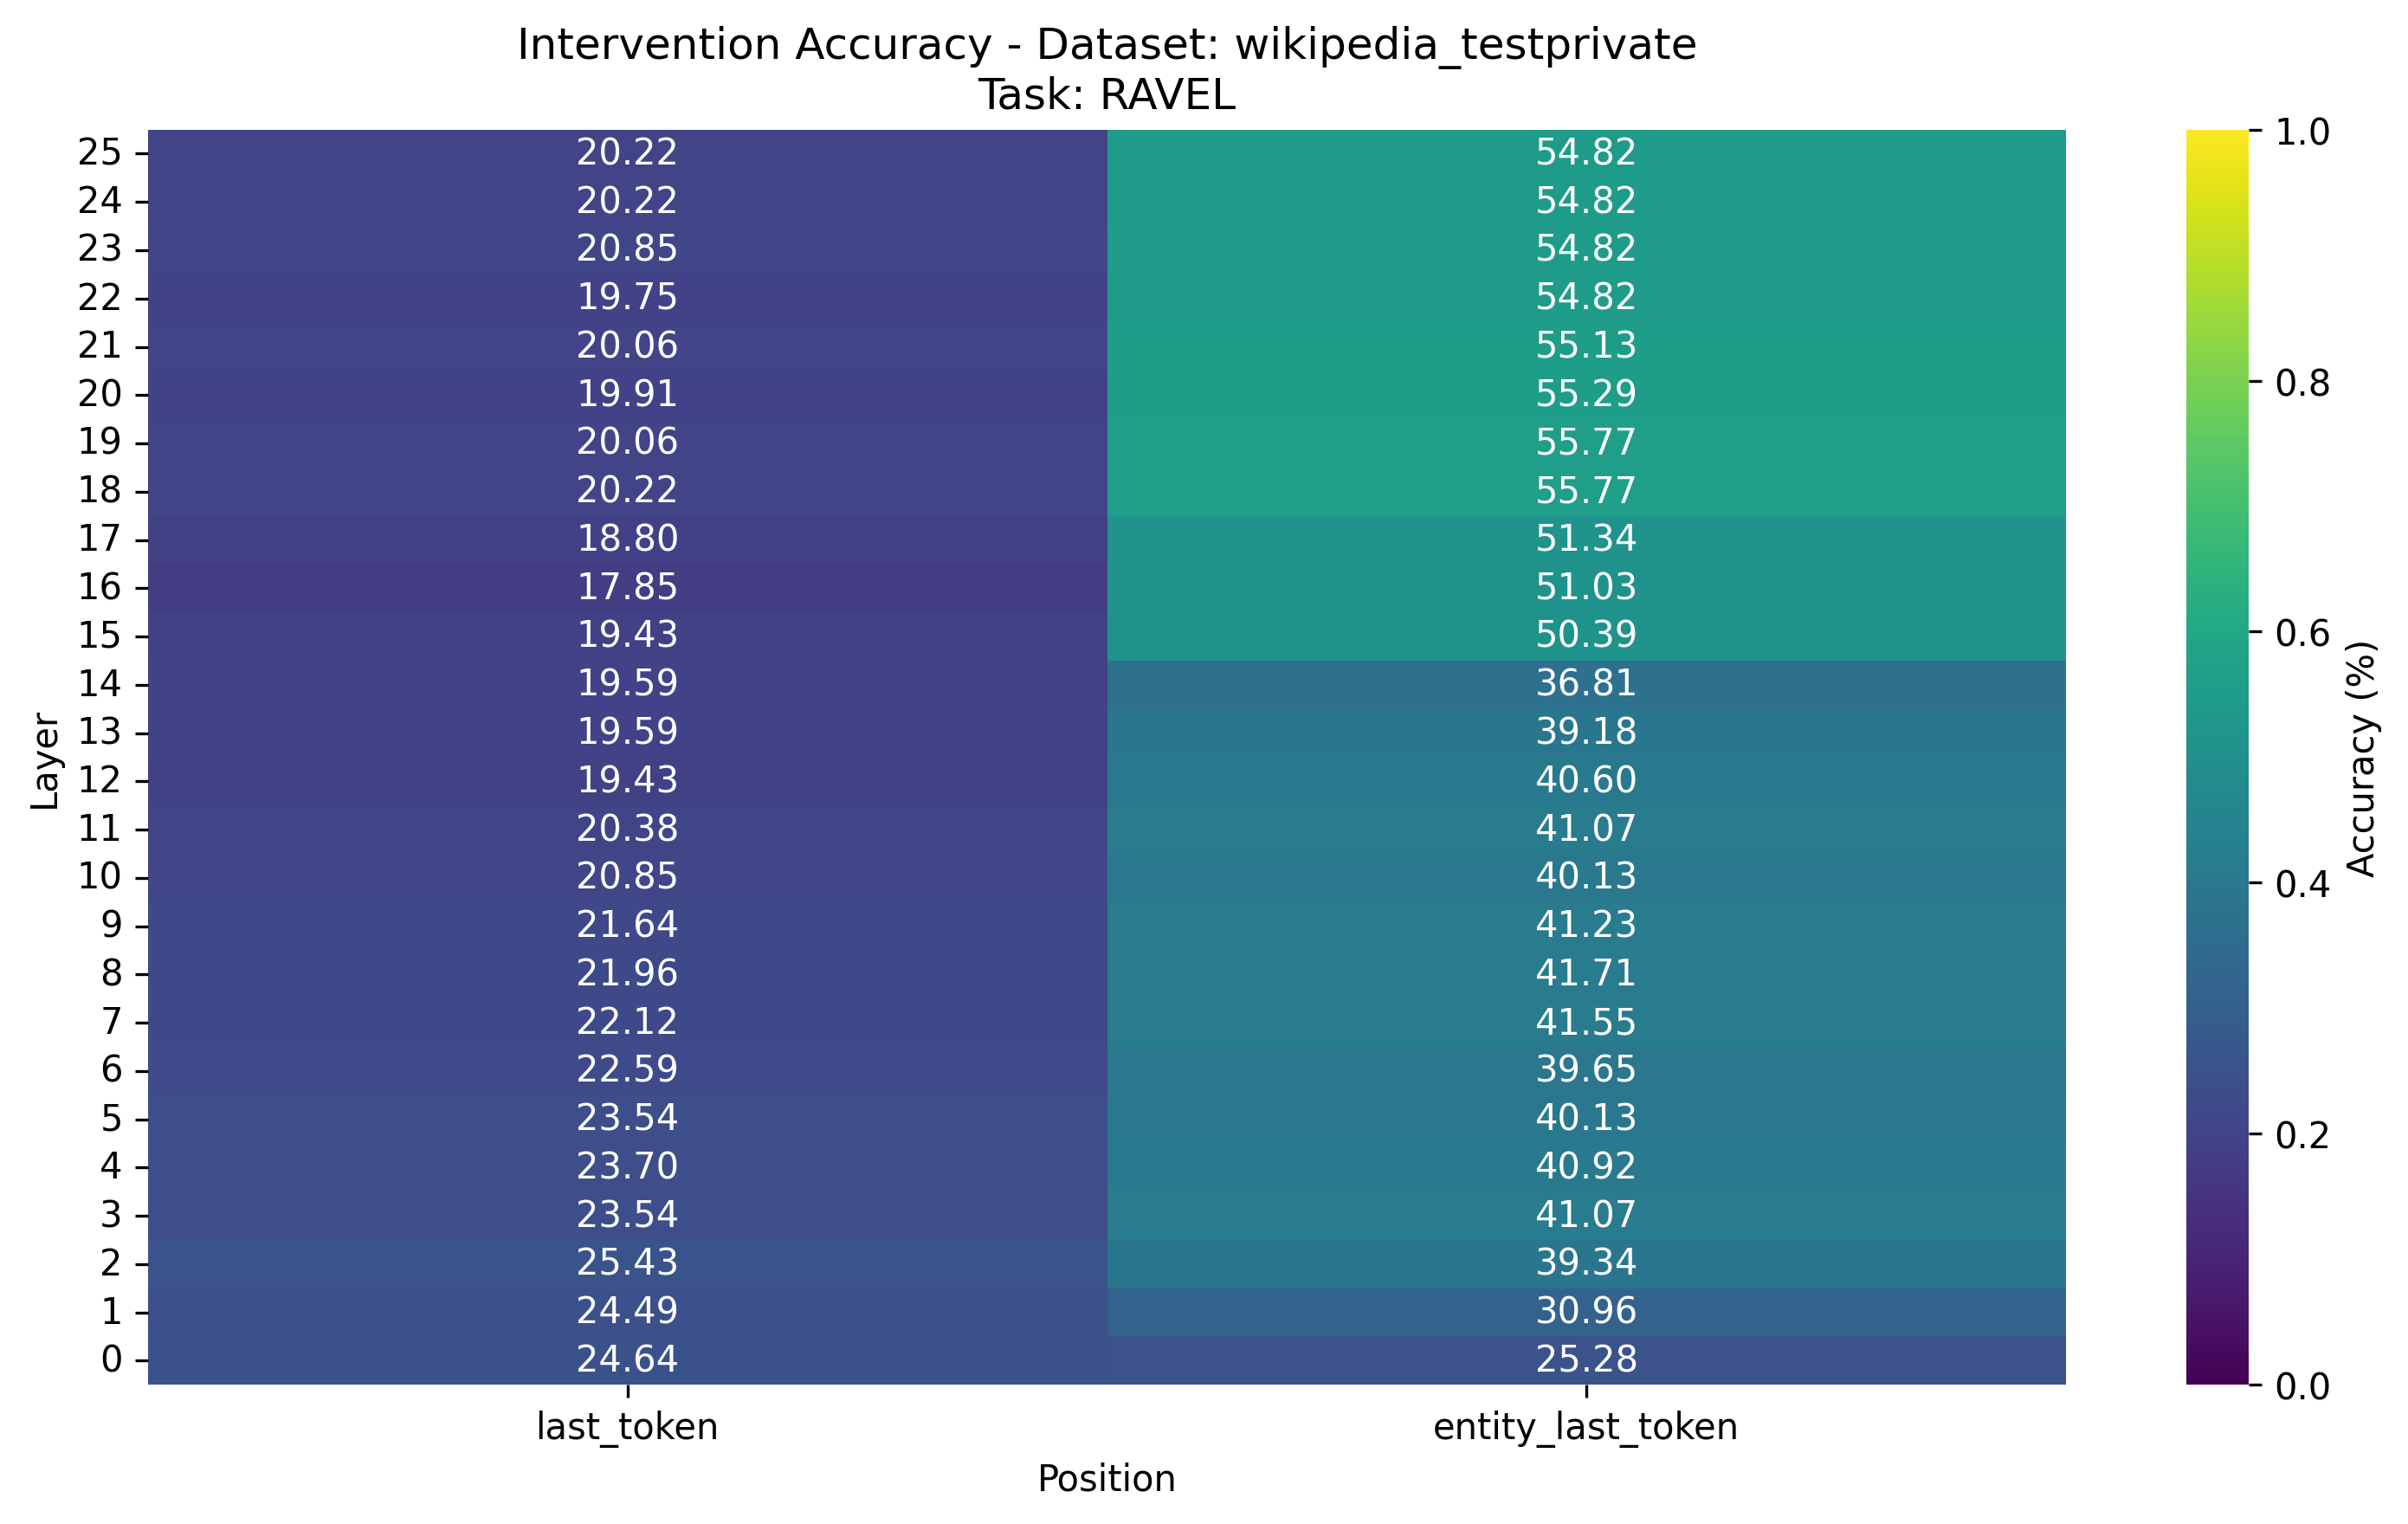 Intervention Accuracy - Dataset: wikipedia_testprivate
Task: RAVEL
25 20.22 54.82
24 20.22 54.82
23 20.85 54.82
22 19.75 54.82
21 20.06 55.13
20 19.91 55.29
19 20.06 55.77
18 20.22 55.77
17 18.80 51.34
16 17.85 51.03
15 19.43 50.39
14 19.59 36.81
13 19.59 39.18
12 19.43 40.60
11 20.38 41.07
10 20.85 40.13
9 21.64 41.23
8 21.96 41.71
7 22.12 41.55
6 22.59 39.65
5 23.54 40.13
4 23.70 40.92
3 23.54 41.07
2 25.43 39.34
1 24.49 30.96
0 24.64 25.28
Layer
last_token entity_last_token
Position
1.0
0.8
0.6
0.4
0.2
0.0
Accuracy (%)